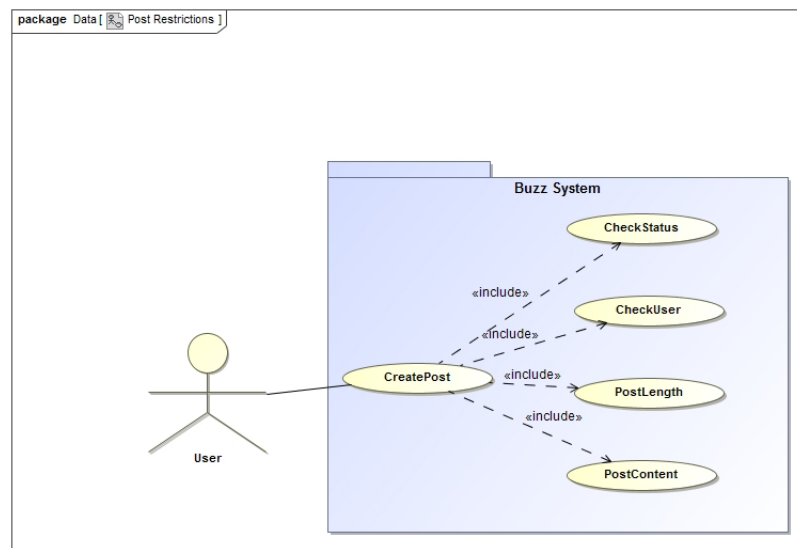 package Data [ Post Restrictions ]
Buzz System
CheckStatus
«include»
CheckUser
«include»
CreatePost
«include»
PostLength
«include»
User
PostContent